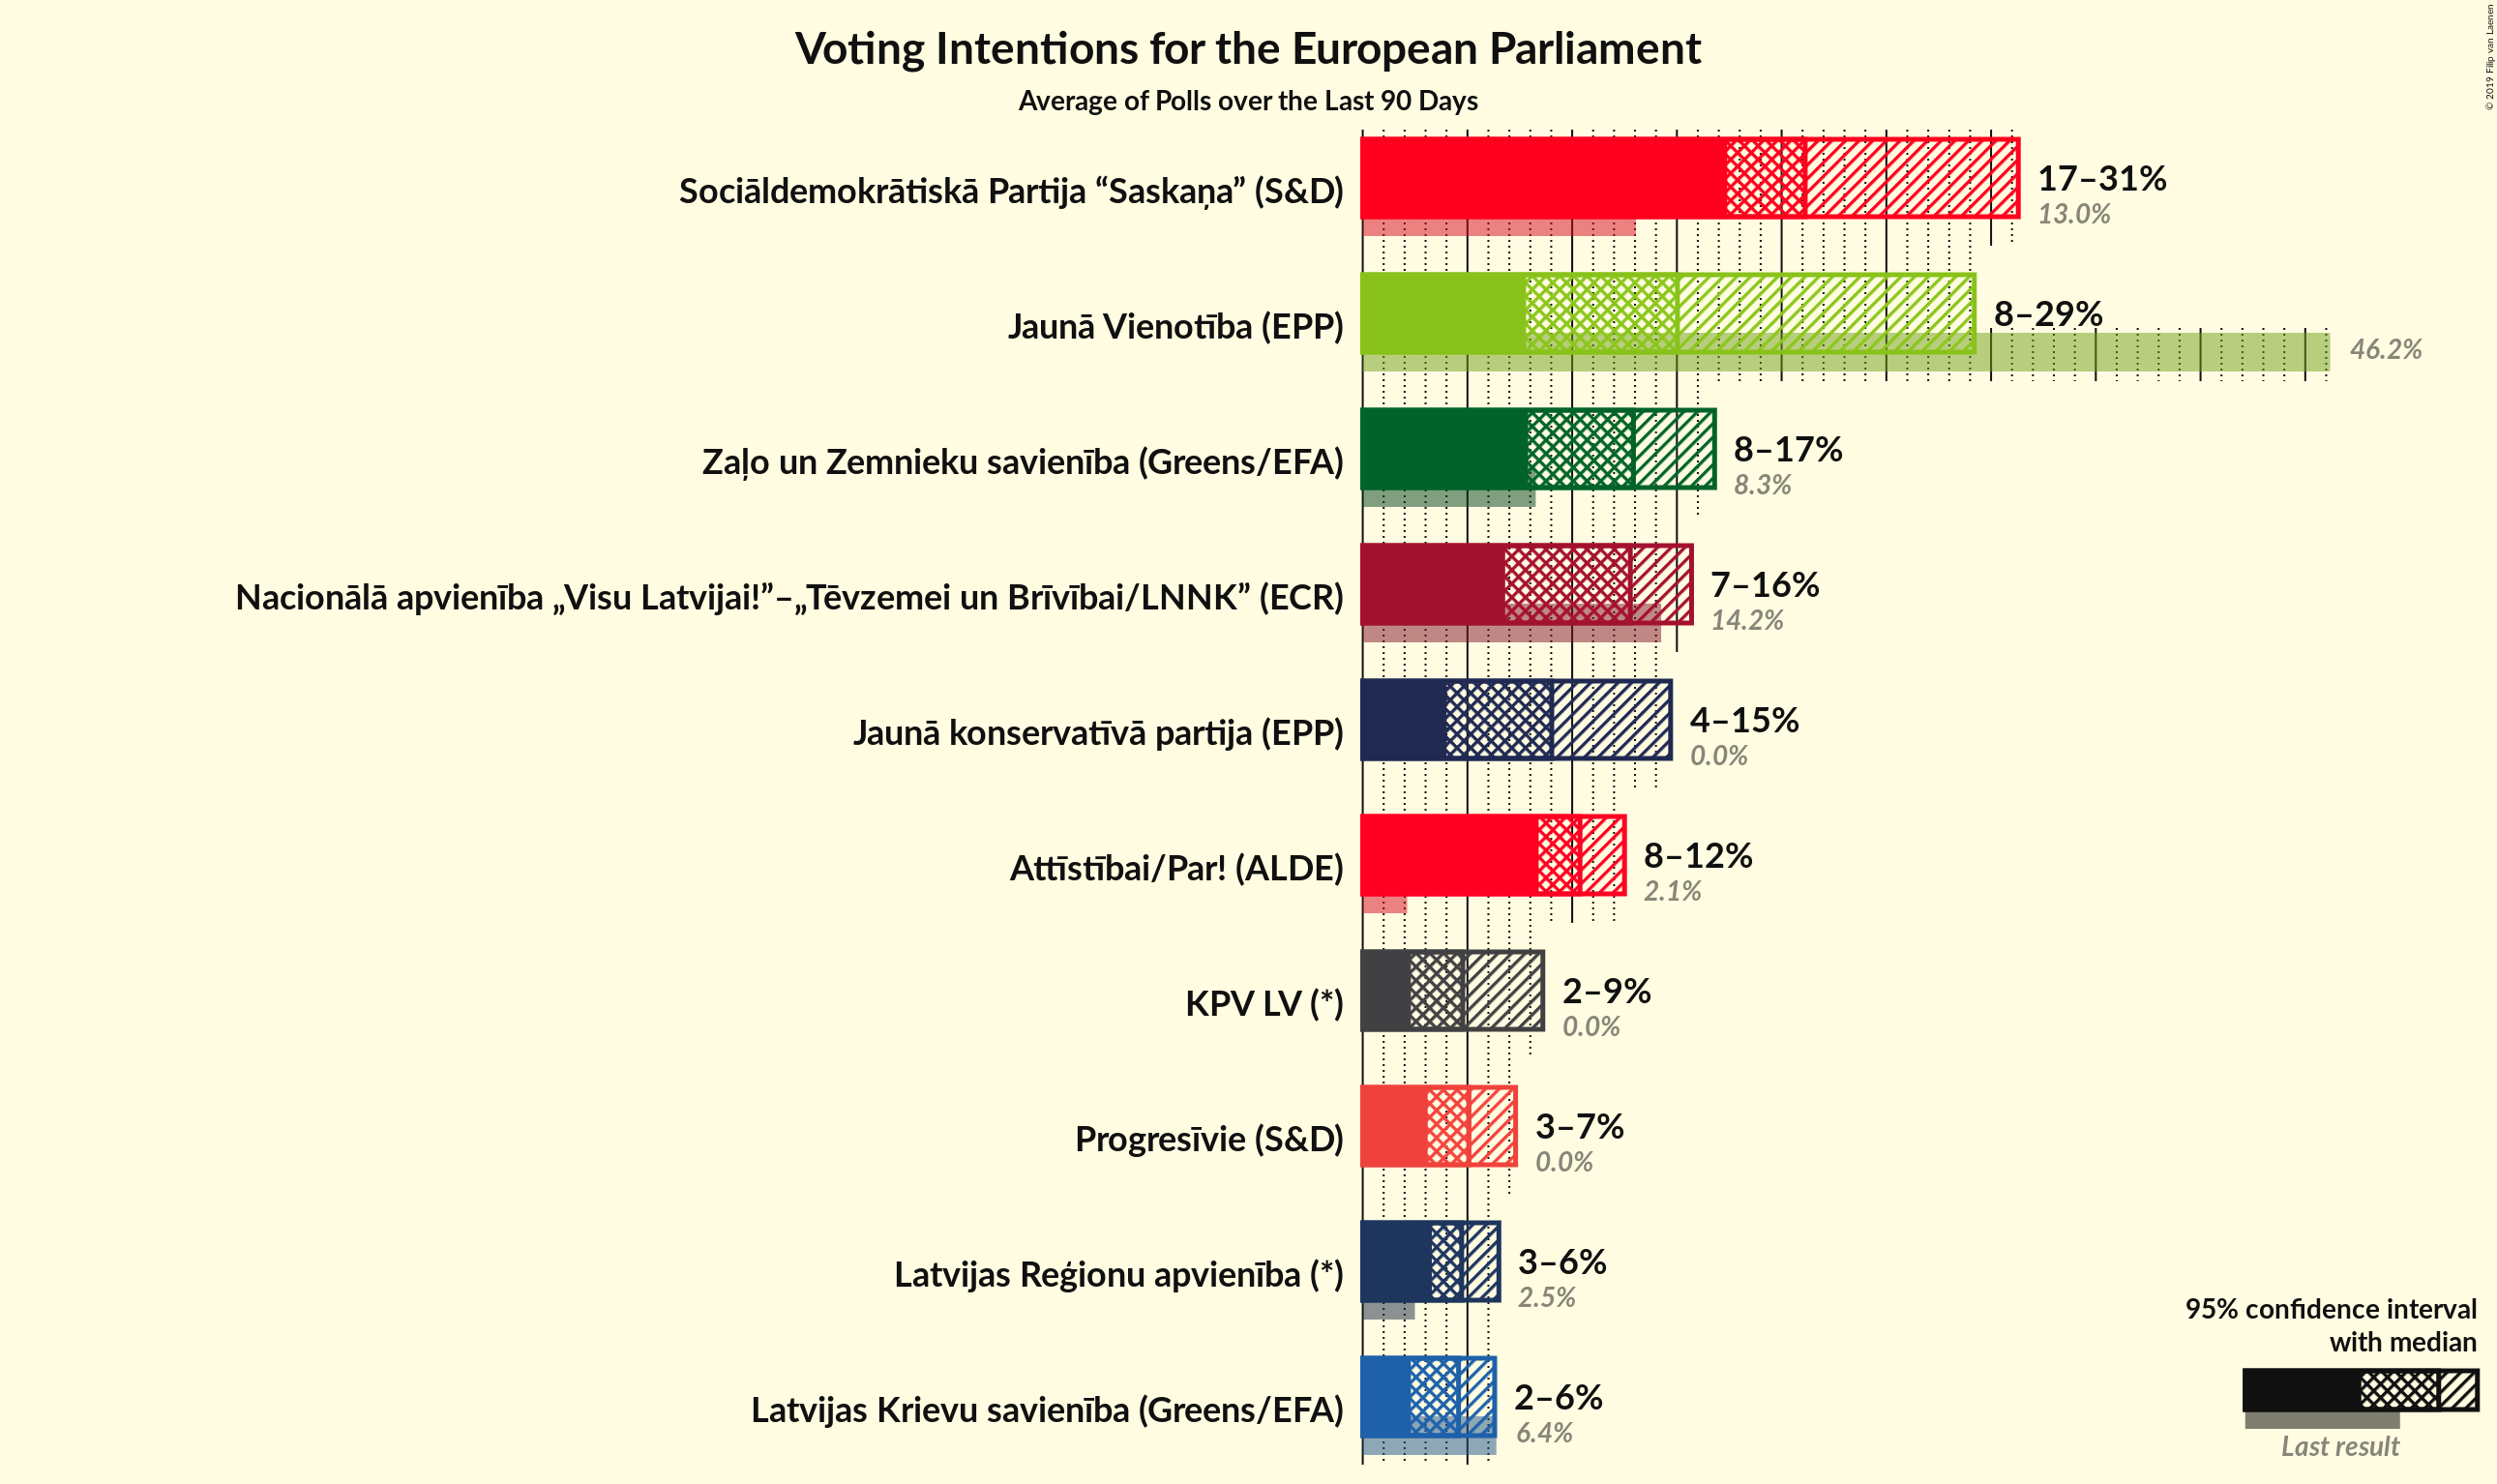 Voting Intentions for the European Parliament
Average of Polls over the Last 90 Days
© 2019 Filip van Laenen
Sociāldemokrātiskā Partija “Saskaņa” (S&D)
17–31%
13.0%
Jaunā Vienotība (EPP)
8–29%
46.2%
Zaļo un Zemnieku savienība (Greens/EFA)
8–17%
8.3%
Nacionālā apvienība „Visu Latvijai!”–„Tēvzemei un Brīvībai/LNNK” (ECR)
7–16%
14.2%
Jaunā konservatīvā partija (EPP)
4–15%
0.0%
Attīstībai/Par! (ALDE)
8–12%
2.1%
KPV LV (*)
2–9%
0.0%
Progresīvie (S&D)
3–7%
0.0%
Latvijas Reģionu apvienība (*)
3–6%
2.5%
Latvijas Krievu savienība (Greens/EFA)
2–6%
6.4%
95% confidence interval
with median
Last result